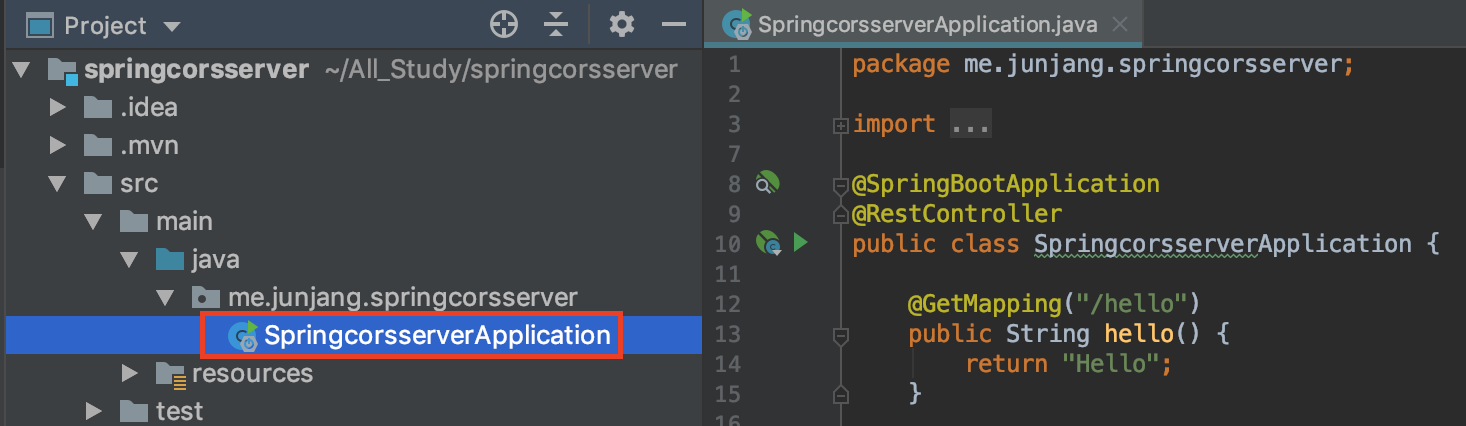 Project
springcorsserver ~/All_Study/springcorsserver
.idea
.mvn
src
main
java
me.junjang.springcorsserver
SpringcorsserverApplication
resources
test
SpringcorsserverApplication.java
1 package me.junjang.springcorsserver;
2
3 import ...
7
8 @SpringBootApplication
9 @RestController
10 public class SpringcorsserverApplication {
11
12 @GetMapping("/hello")
13 public String hello() {
14 return "Hello";
15 }
16